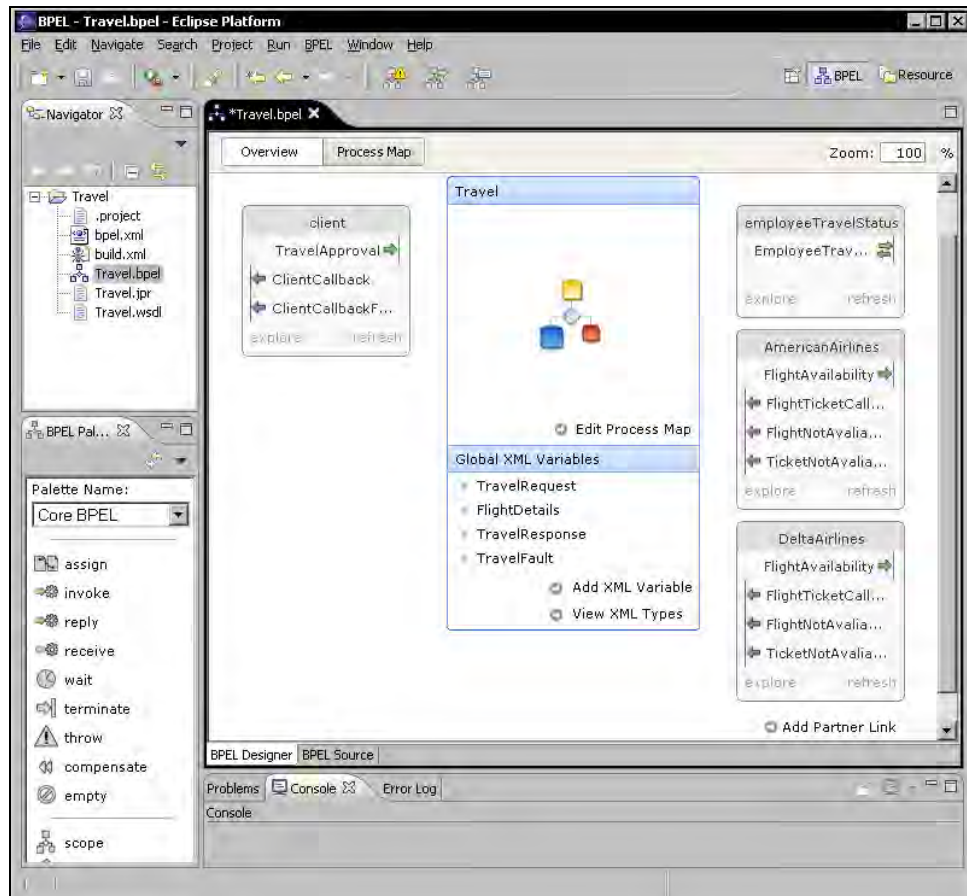 BPEL - Travel.bpel - Eclipse Platform
File Edit Navigate Search Project Run BPEL Window Help
BPEL Resource
Navigator
Travel
.project
bpel.xml
build.xml
Travel.bpel
Travel.jpr
Travel.wsdl
BPEL Pal...
Palette Name:
Core BPEL
assign
invoke
reply
receive
wait
terminate
throw
compensate
empty
scope
*Travel.bpel
Overview Process Map
Zoom: 100 %
client
TravelApproval
ClientCallback
ClientCallbackF...
explore refresh
Travel
Edit Process Map
Global XML Variables
TravelRequest
FlightDetails
TravelResponse
TravelFault
Add XML Variable
View XML Types
employeeTravelStatus
EmployeeTrav...
explore refresh
AmericanAirlines
FlightAvailability
FlightTicketCall...
FlightNotAvalia...
TicketNotAvalia...
explore refresh
DeltaAirlines
FlightAvailability
FlightTicketCall...
FlightNotAvalia...
TicketNotAvalia...
explore refresh
Add Partner Link
BPEL Designer BPEL Source
Problems Console Error Log
Console